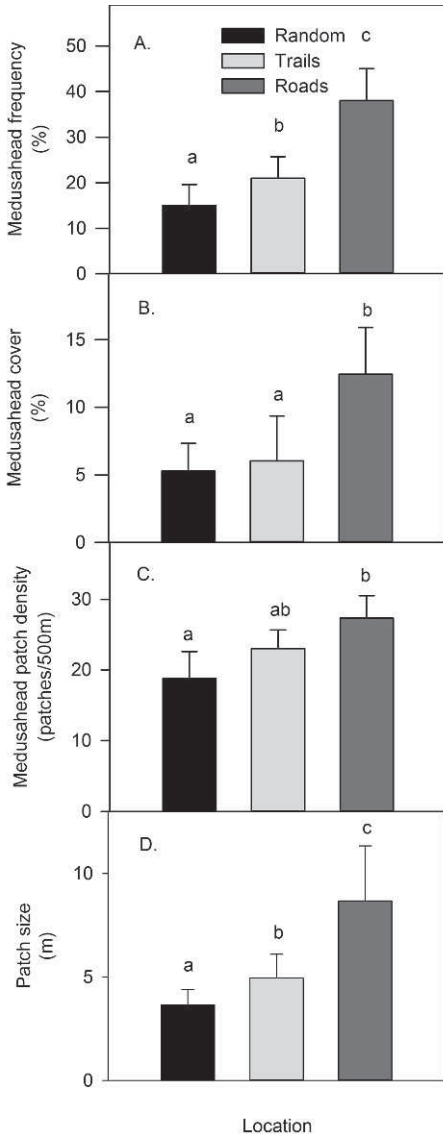 A.
Random
Trails
Roads
Medusahead frequency
(%)
50
40
30
20
10
0
a
b
c
B.
Medusahead cover
(%)
15
10
5
0
a
a
b
C.
Medusahead patch density
(patches/500m)
30
20
10
0
a
ab
b
D.
Patch size
(m)
10
5
0
a
b
c
Location